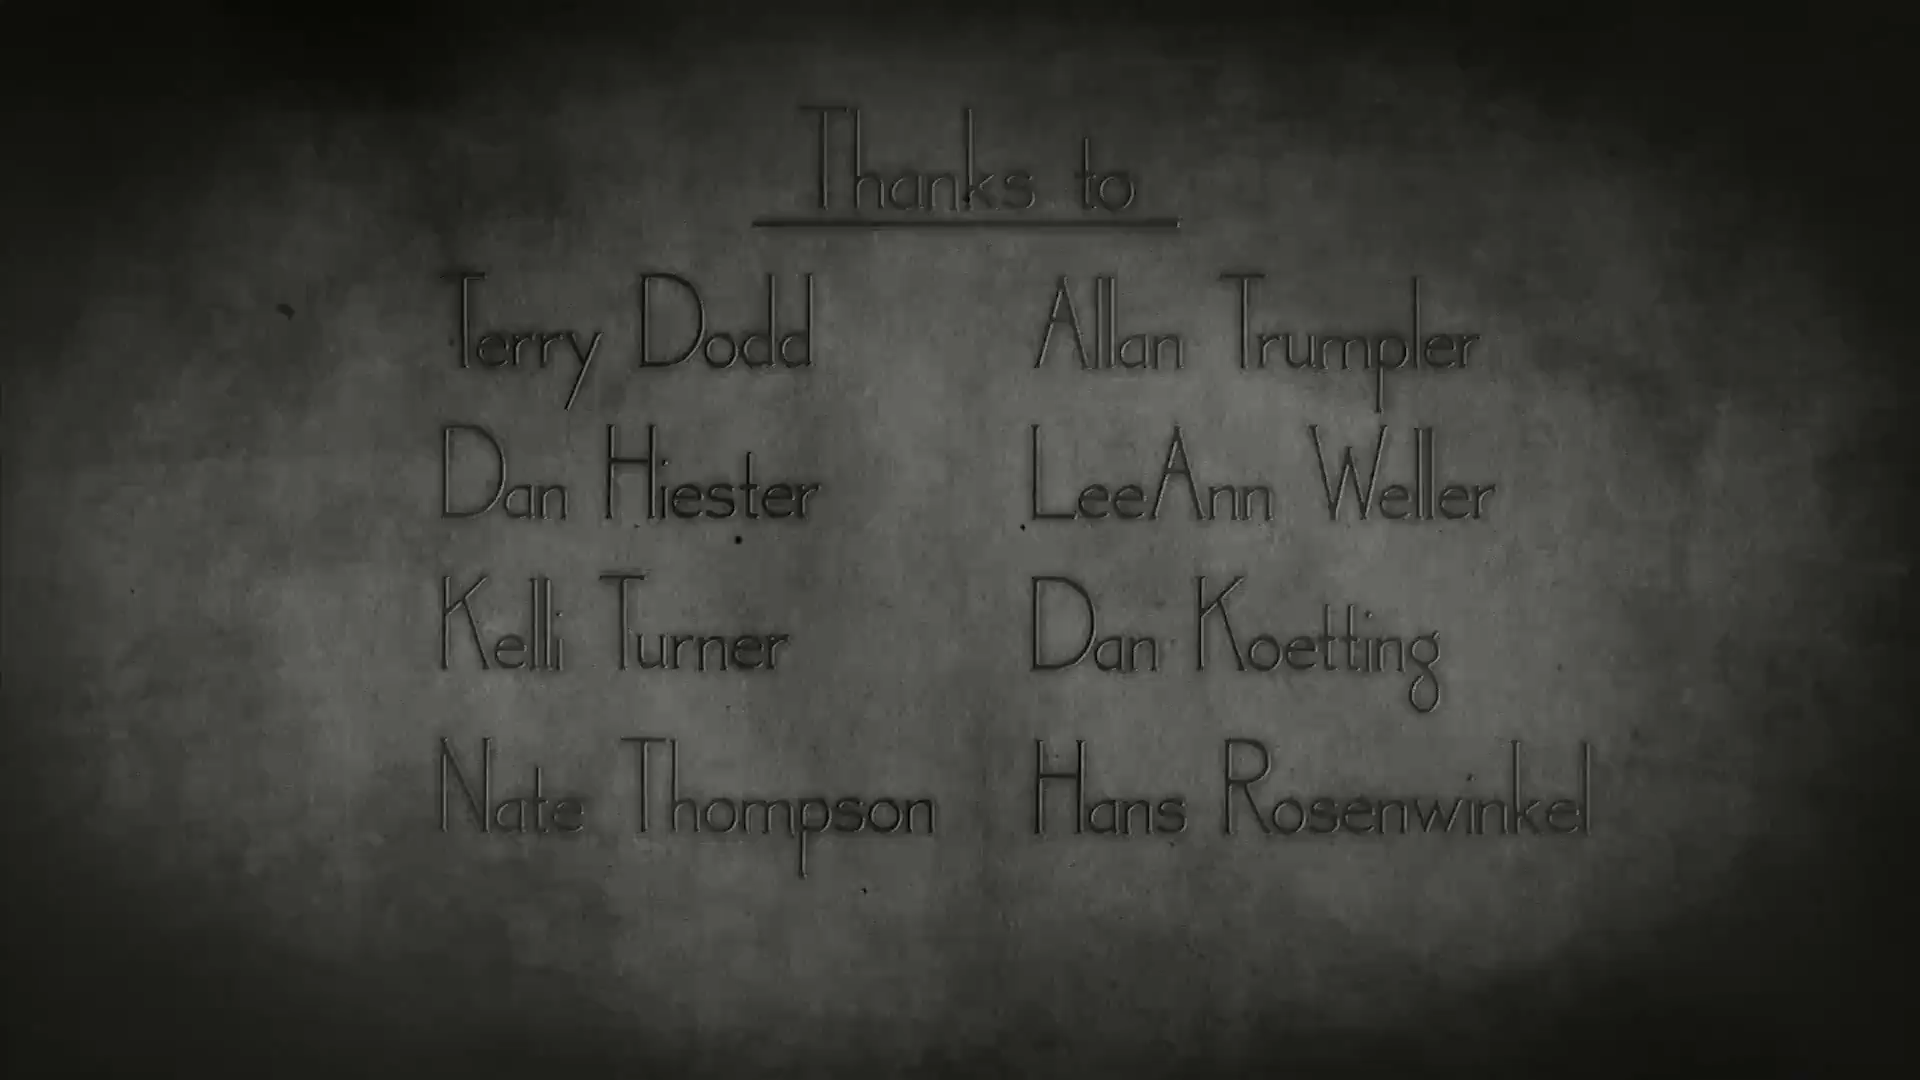 Thanks to
Terry Dodd
Allan Trumpler
Dan Hiester
LeeAnn Weller
Kelli Turner
Dan Koetting
Nate Thompson
Hans Rosenwinkel